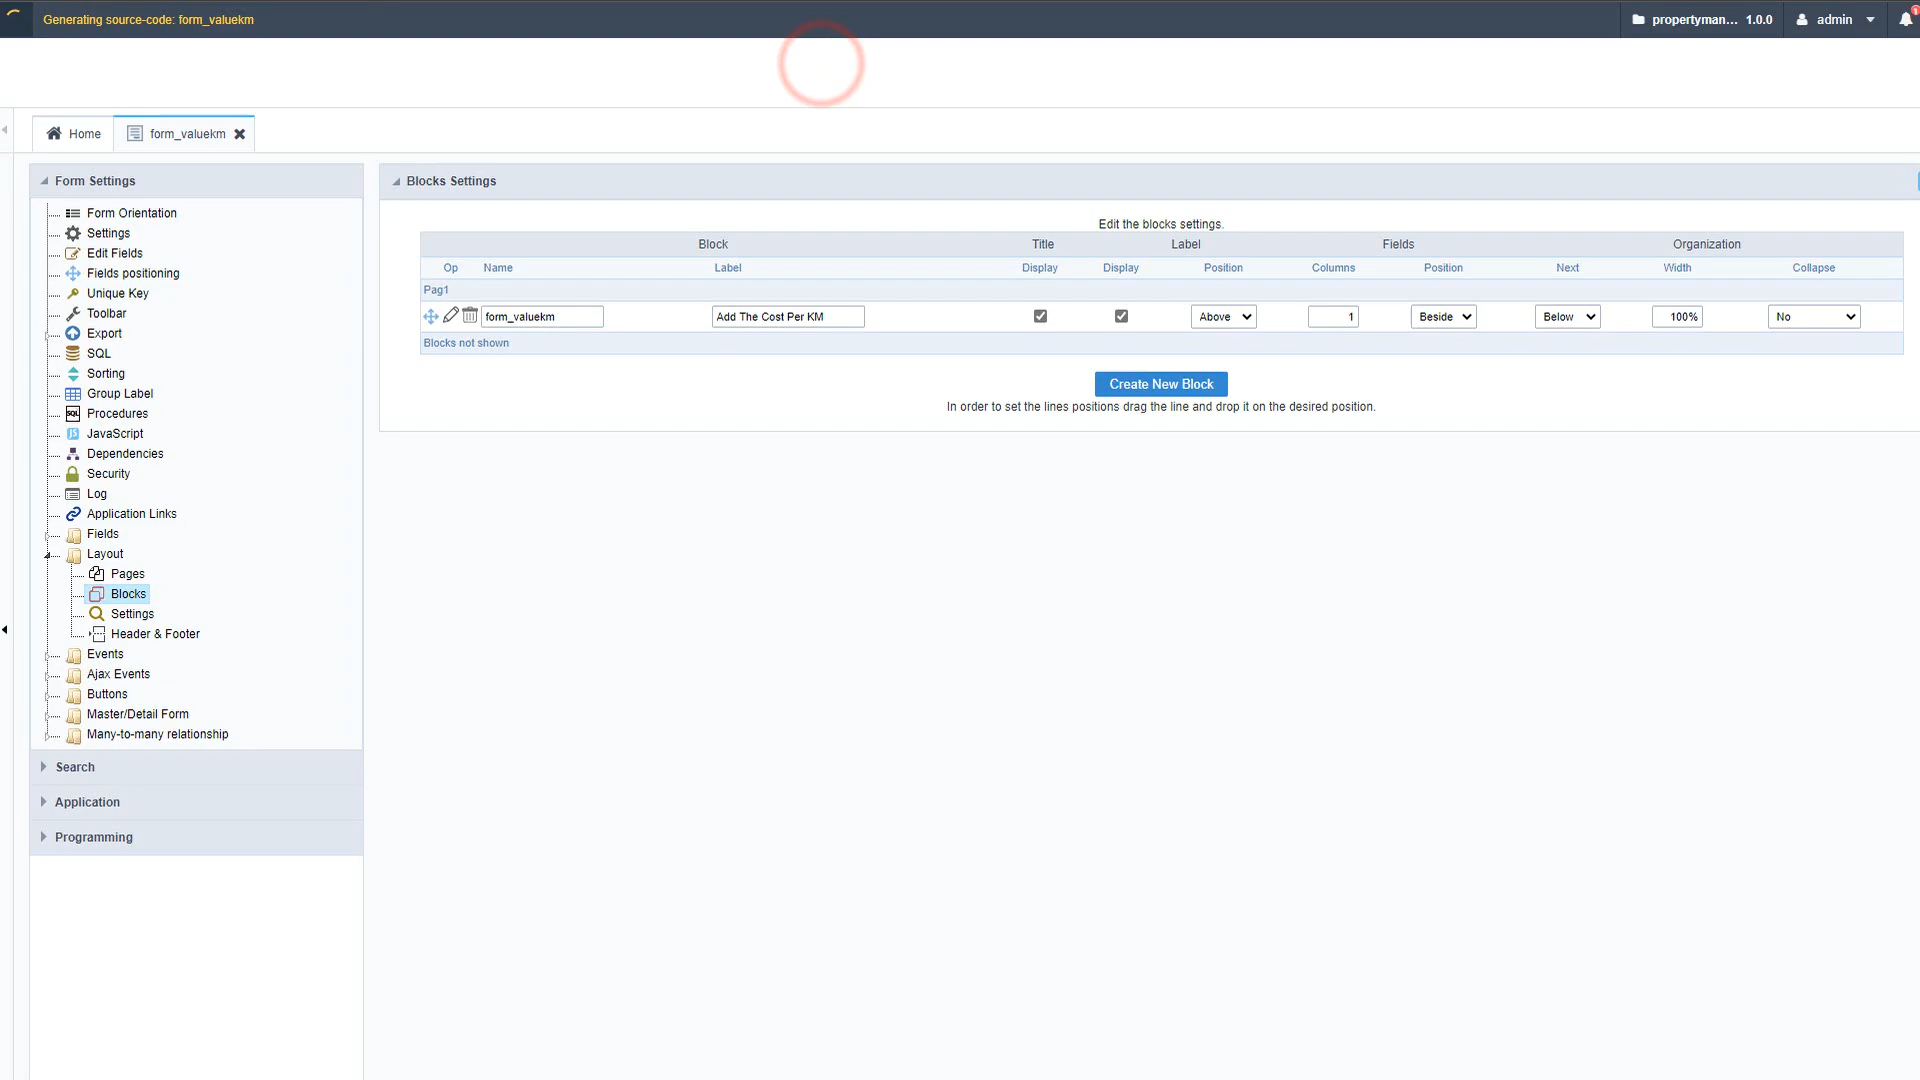 Generating source-code: form_valuekm
propertyman... 1.0.0
admin
Home
form_valuekm
Form Settings
Form Orientation
Settings
Edit Fields
Fields positioning
Unique Key
Toolbar
Export
SQL
Sorting
Group Label
Procedures
JavaScript
Dependencies
Security
Log
Application Links
Fields
Layout
Pages
Blocks
Settings
Header & Footer
Events
Ajax Events
Buttons
Master/Detail Form
Many-to-many relationship
Search
Application
Programming
Blocks Settings
Edit the blocks settings.
Block Title Label Fields Organization
Op Name Label Display Display Position Columns Position Next Width Collapse
Pag1
form_valuekm Add The Cost Per KM Above 1 Beside Below 100% No
Blocks not shown
Create New Block
In order to set the lines positions drag the line and drop it on the desired position.